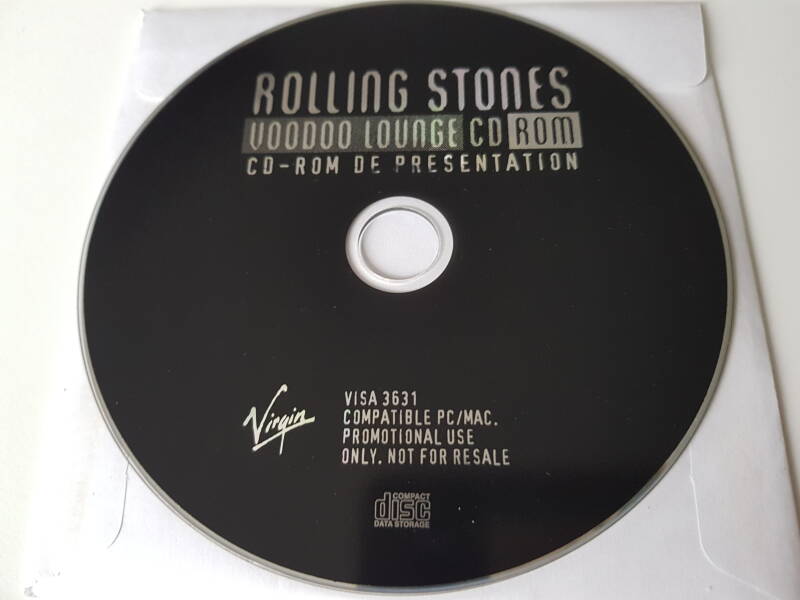 ROLLING STONES
VOODOO LOUNGE CD ROM
CD-ROM DE PRESENTATION
Virgin
VISA 3631
COMPATIBLE PC/MAC.
PROMOTIONAL USE
ONLY. NOT FOR RESALE
COMPACT
disc
DATA STORAGE